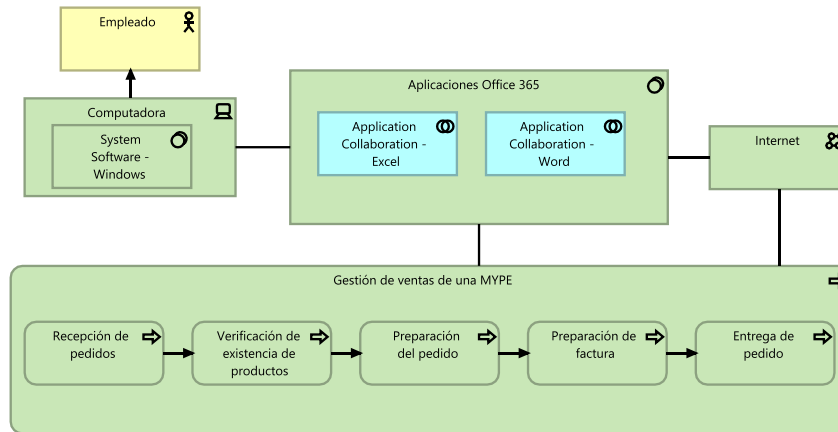 Empleado
Computadora
System
Software -
Windows
Aplicaciones Office 365
Application
Collaboration -
Excel
Application
Collaboration -
Word
Internet
Gestión de ventas de una MYPE
Recepción de
pedidos
Verificación de
existencia de
productos
Preparación
del pedido
Preparación de
factura
Entrega de
pedido